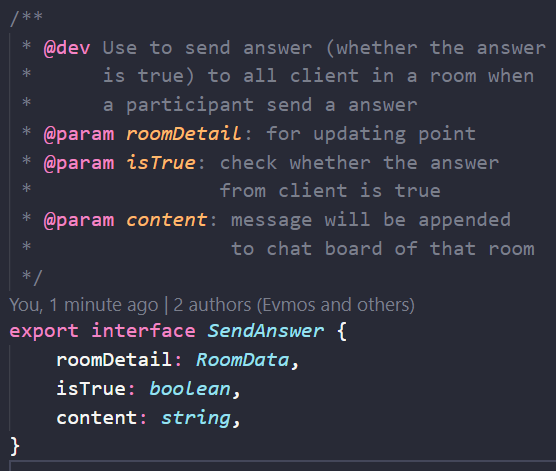 /**
 * @dev Use to send answer (whether the answer
 *      is true) to all client in a room when
 *      a participant send a answer
 * @param roomDetail: for updating point
 * @param isTrue: check whether the answer
 *                from client is true
 * @param content: message will be appended
 *                 to chat board of that room
 */
You, 1 minute ago | 2 authors (Evmos and others)
export interface SendAnswer {
    roomDetail: RoomData,
    isTrue: boolean,
    content: string,
}